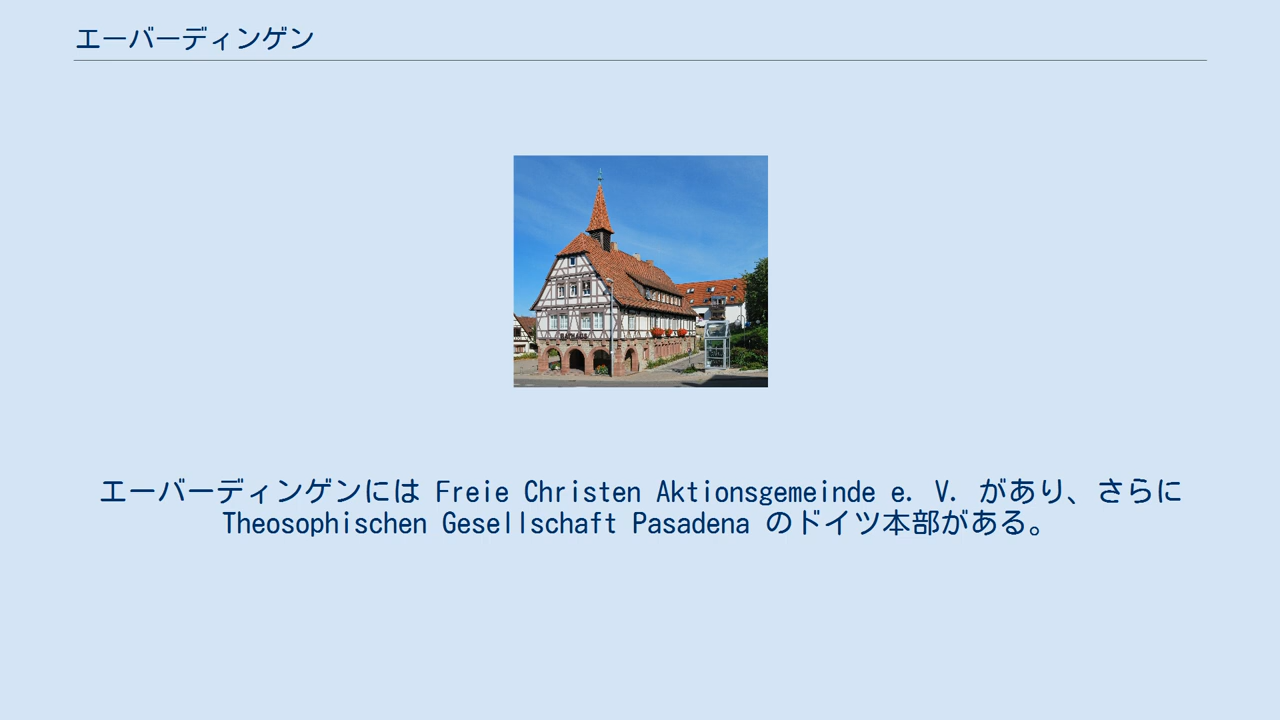 エーバーディンゲン
エーバーディンゲンには Freie Christen Aktionsgemeinde e. V. があり、さらに
Theosophischen Gesellschaft Pasadena のドイツ本部がある。